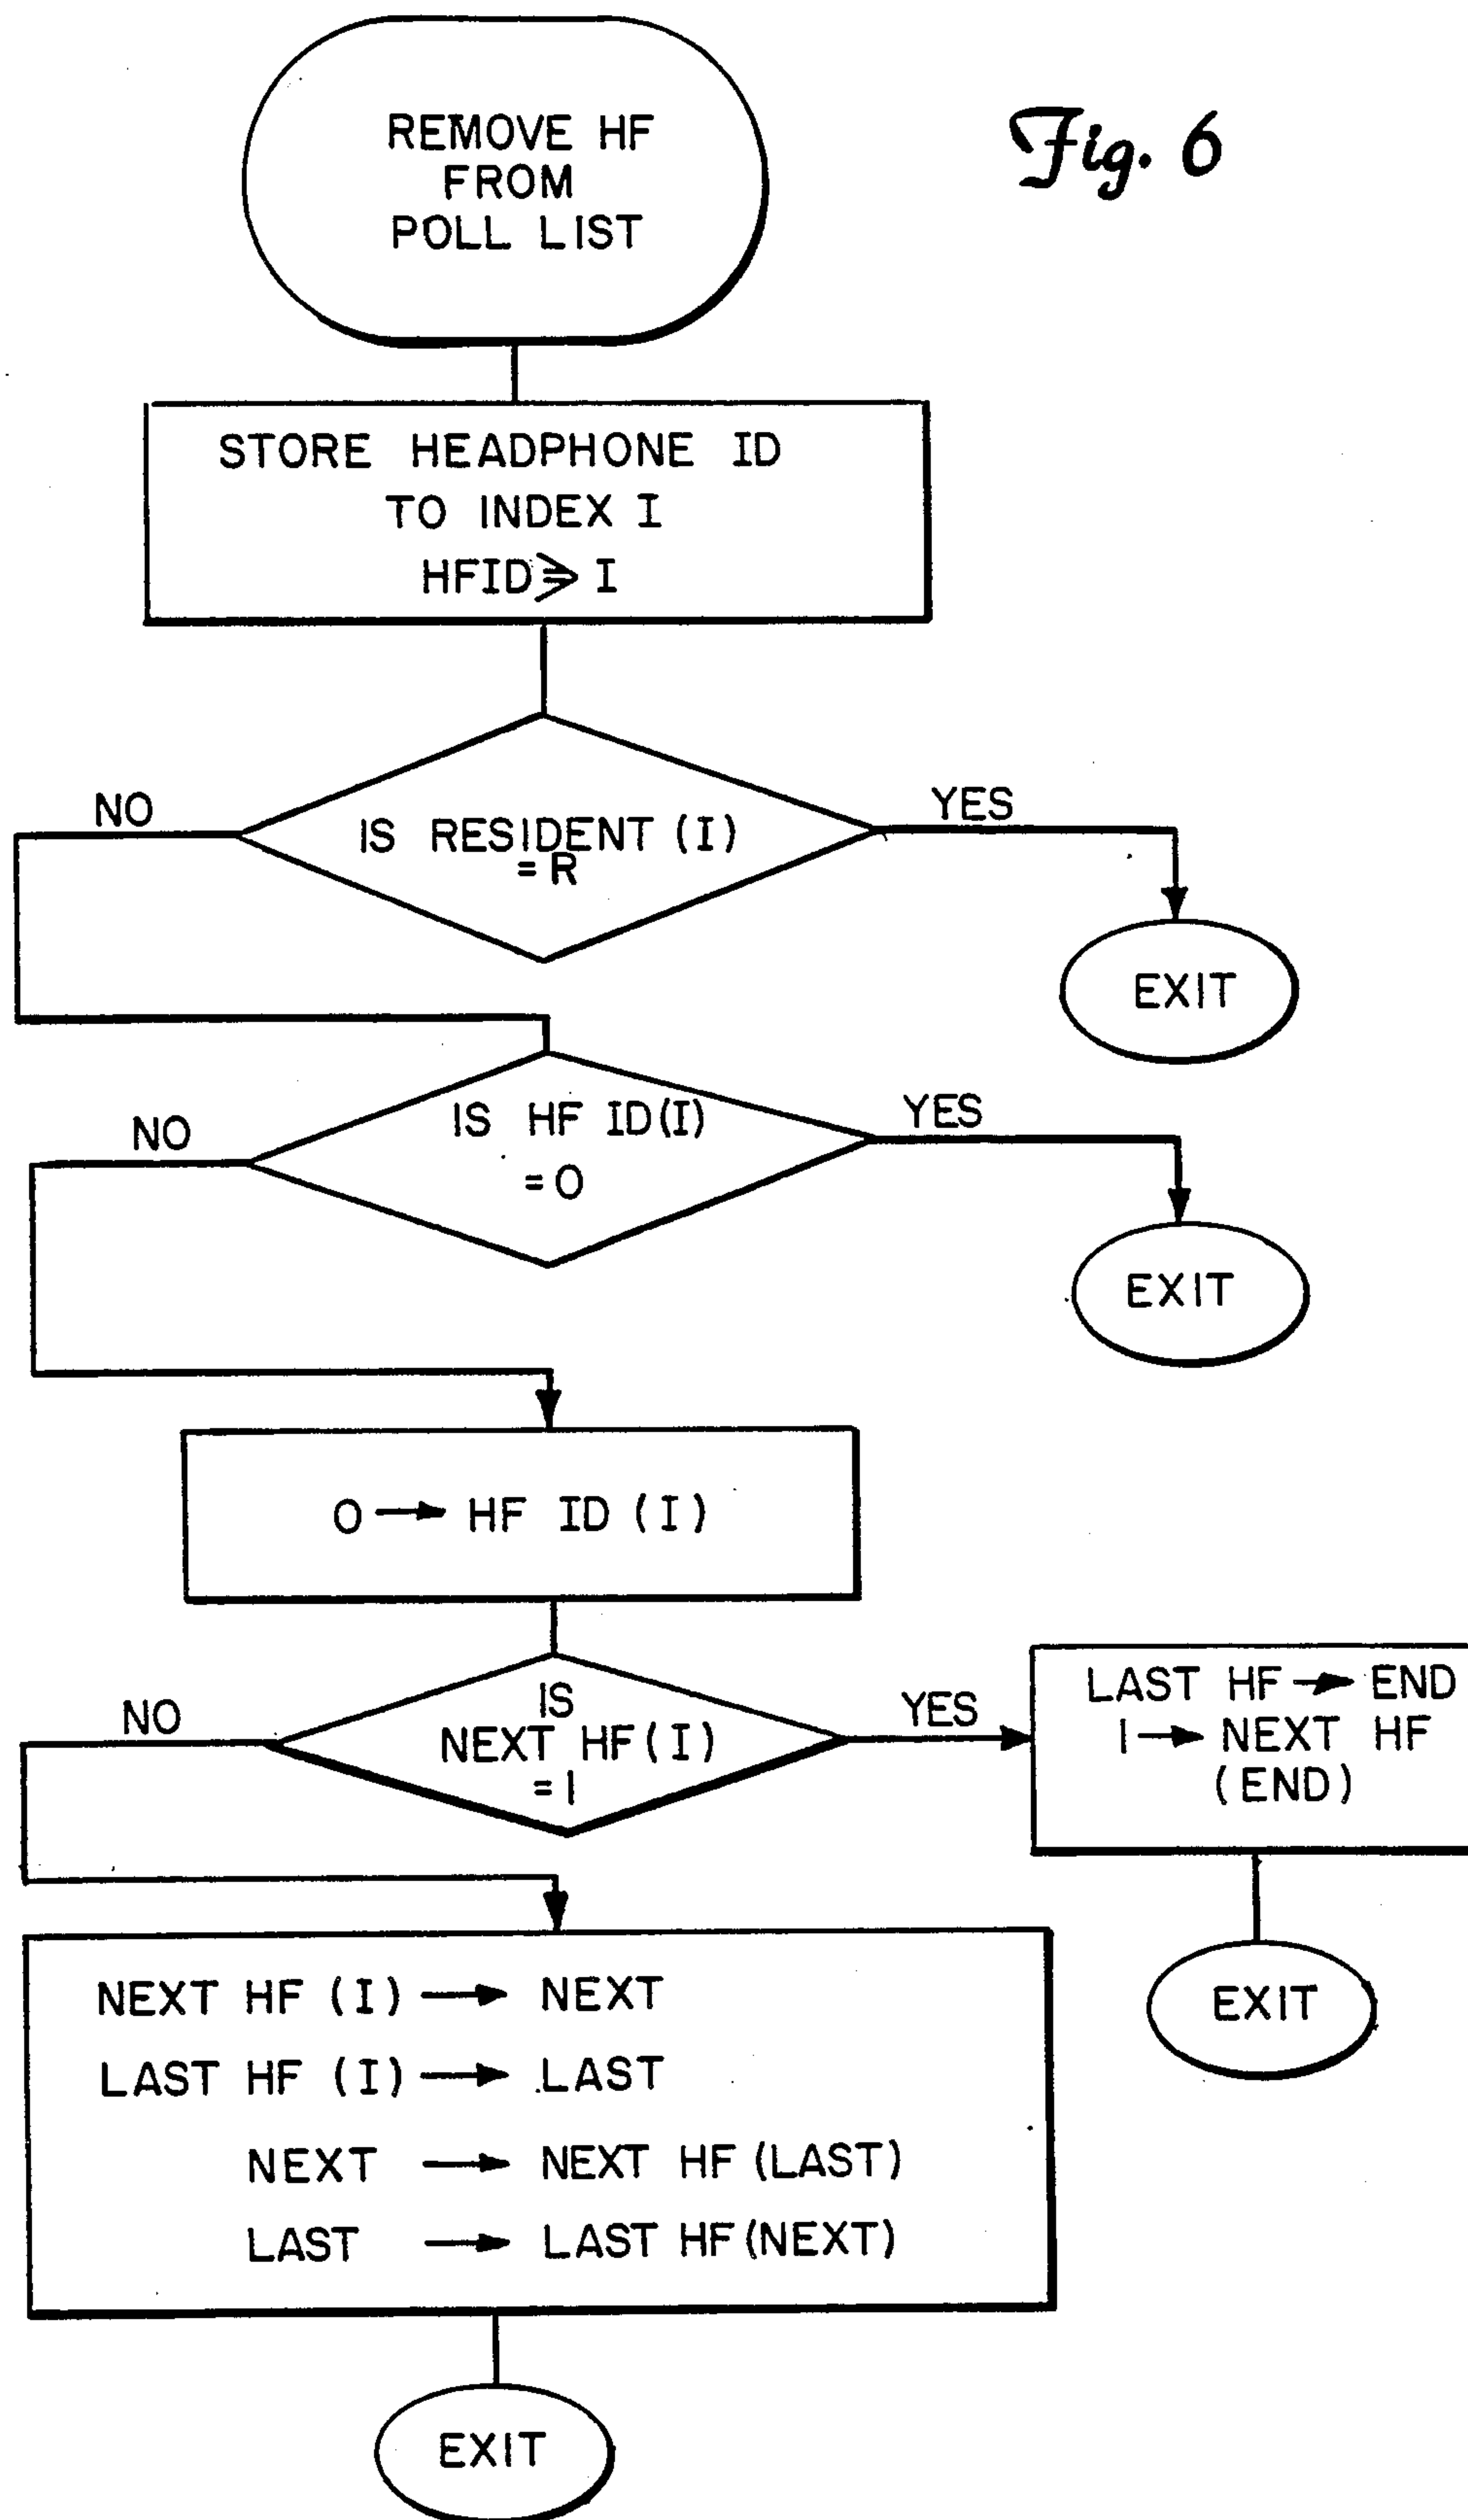 REMOVE HF
FROM
POLL LIST
Fig. 6
STORE HEADPHONE ID
TO INDEX I
HFID⩾I
NO
IS RESIDENT (I)
=R
YES
EXIT
NO
IS HF ID(I)
=0
YES
EXIT
0→HF ID (I)
NO
IS
NEXT HF(I)
=1
YES
LAST HF→END
1→NEXT HF
(END)
EXIT
NEXT HF (I)→NEXT
LAST HF (I)→LAST
NEXT→NEXT HF (LAST)
LAST→LAST HF(NEXT)
EXIT